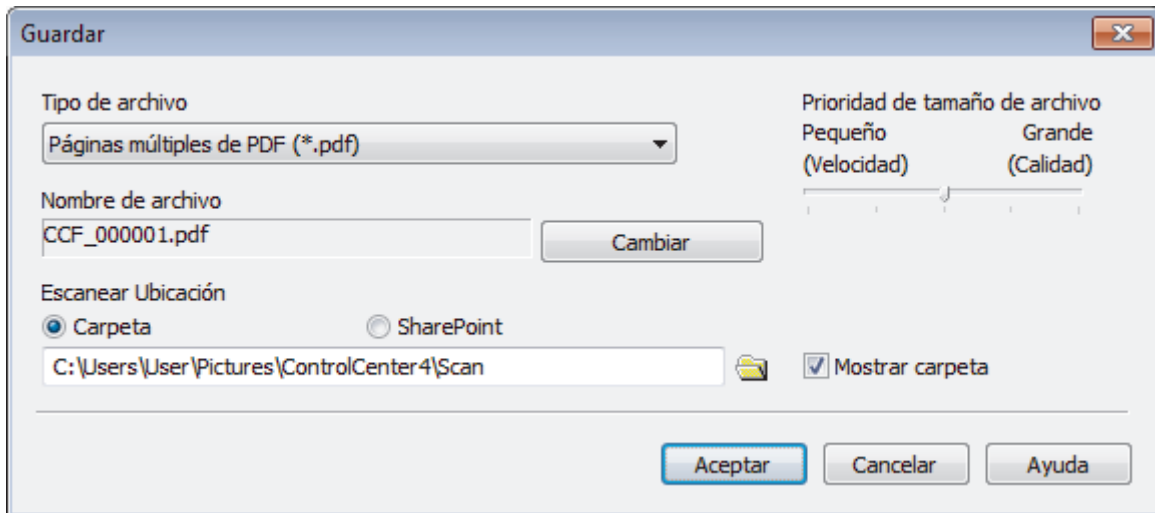 Guardar
Tipo de archivo
Páginas múltiples de PDF (*.pdf)
Prioridad de tamaño de archivo
Pequeño Grande
(Velocidad) (Calidad)
Nombre de archivo
CCF_000001.pdf
Cambiar
Escanear Ubicación
Carpeta SharePoint
C:\Users\User\Pictures\ControlCenter4\Scan
Mostrar carpeta
Aceptar Cancelar Ayuda